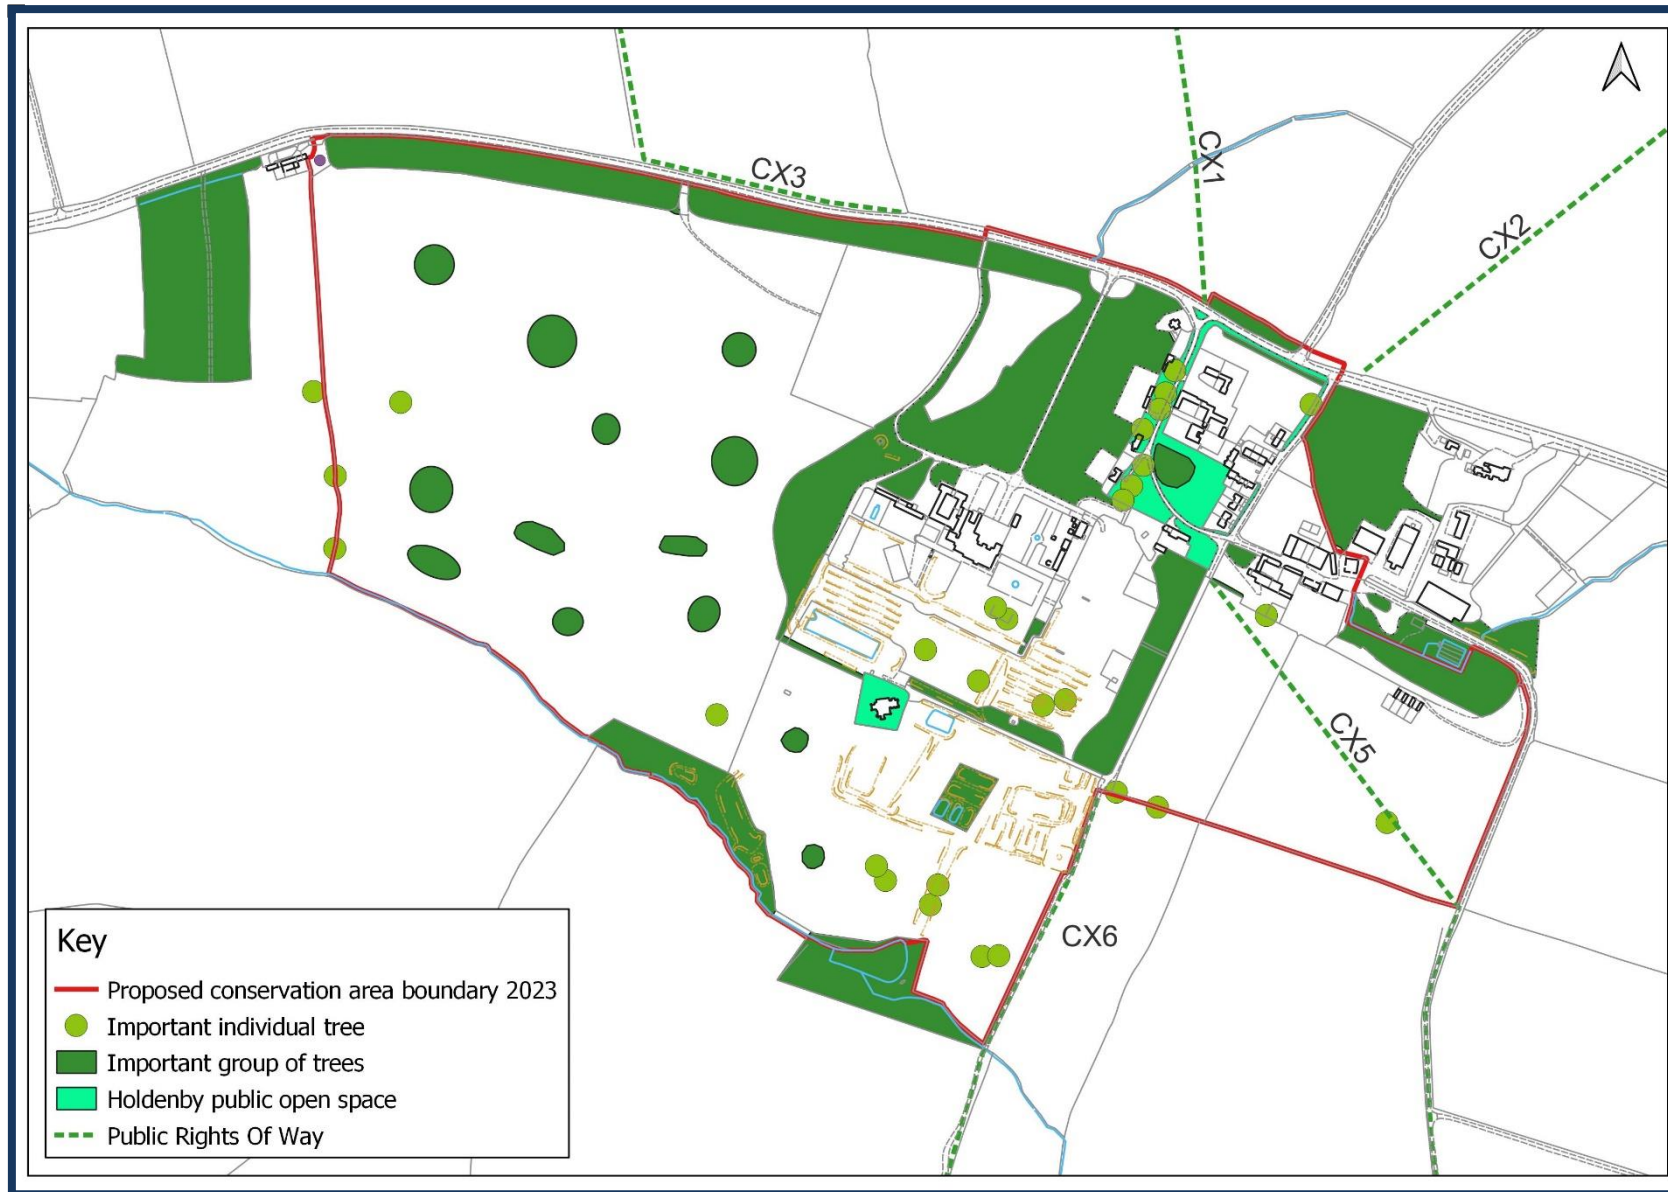 CX3
CX1
CX2
CX5
CX6
Key
Proposed conservation area boundary 2023
Important individual tree
Important group of trees
Holdenby public open space
Public Rights Of Way